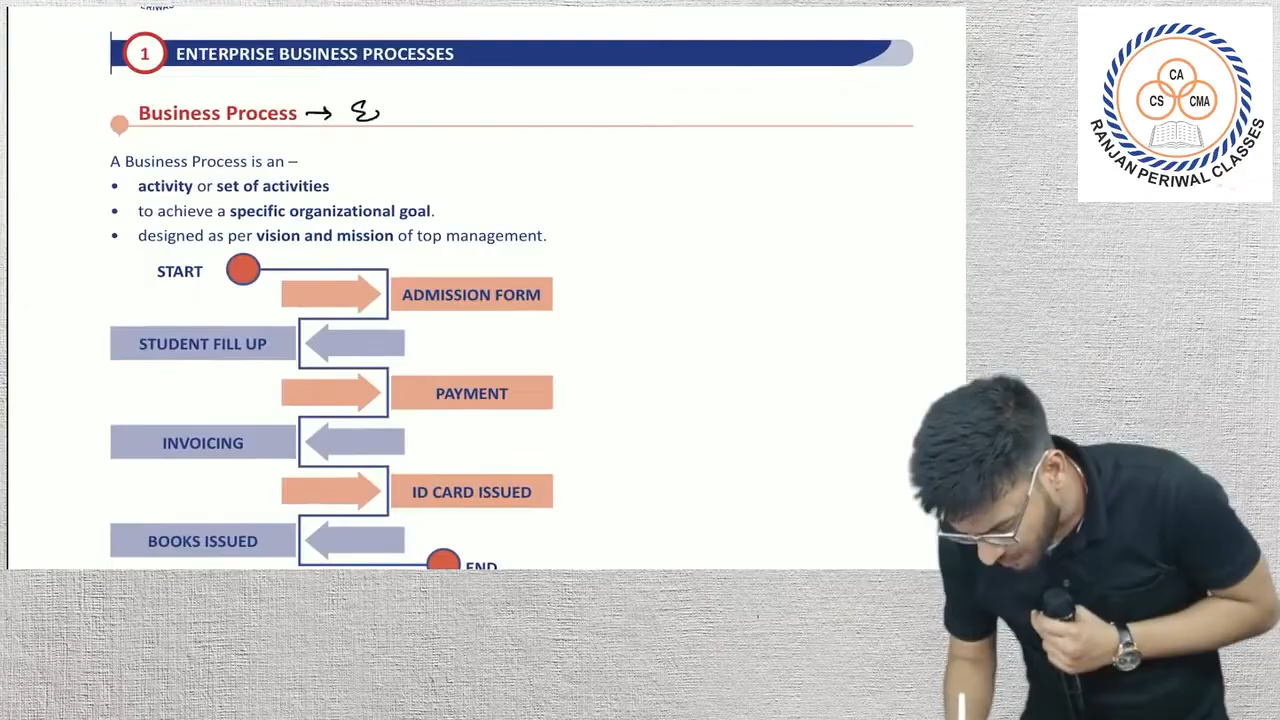 1 ENTERPRISE BUSINESS PROCESSES
Business Process →
A Business Process is an –
• activity or set of activities
• to achieve a specific organizational goal.
• designed as per vision and mission of top management.
START
ADMISSION FORM
STUDENT FILL UP
PAYMENT
INVOICING
ID CARD ISSUED
BOOKS ISSUED
END
CA
CS CMA
RANJAN PERIWAL CLASSES